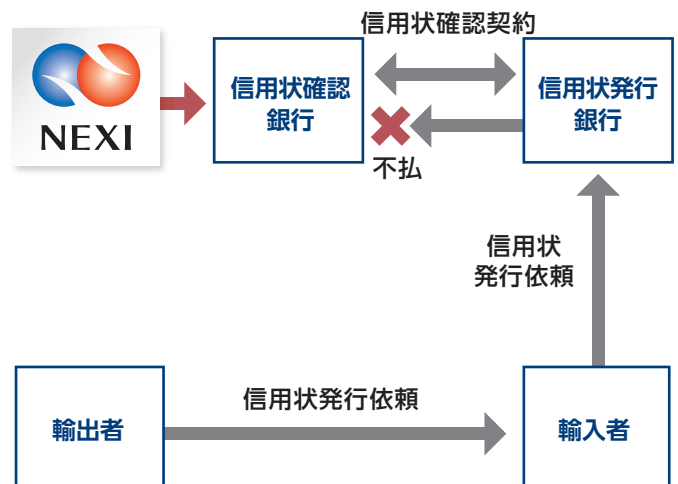 信用状確認契約
NEXI
信用状確認
銀行
信用状発行
銀行
不払
信用状
発行依頼
輸出者
信用状発行依頼
輸入者